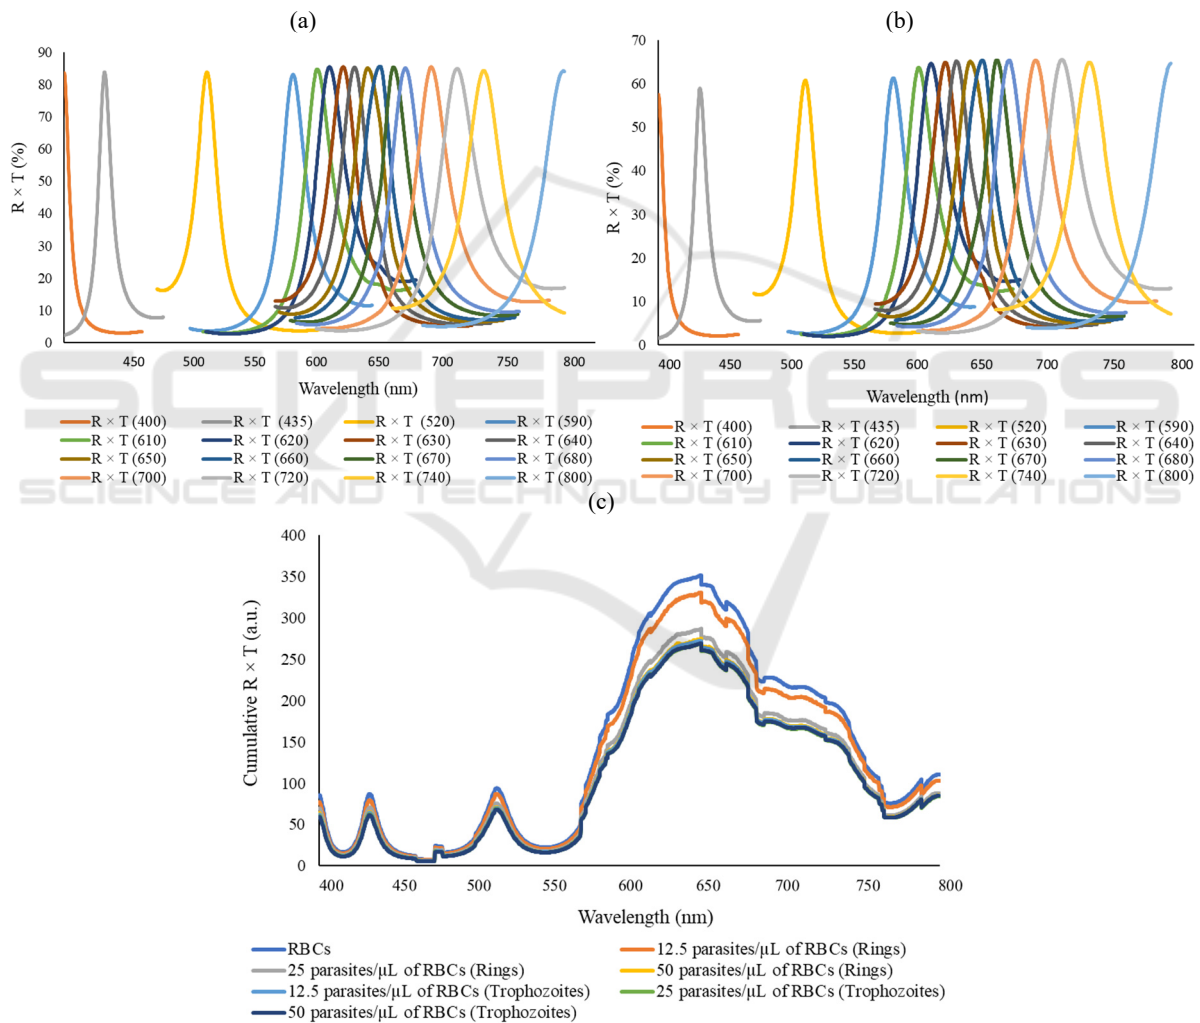 (a)
(b)
R × T (%)
90
80
70
60
50
40
30
20
10
0
450
500
550
600
650
700
750
800
Wavelength (nm)
R × T (400)
R × T (435)
R × T (520)
R × T (590)
R × T (610)
R × T (620)
R × T (630)
R × T (640)
R × T (650)
R × T (660)
R × T (670)
R × T (680)
R × T (700)
R × T (720)
R × T (740)
R × T (800)
R × T (%)
70
60
50
40
30
20
10
0
400
450
500
550
600
650
700
750
800
Wavelength (nm)
R × T (400)
R × T (435)
R × T (520)
R × T (590)
R × T (610)
R × T (620)
R × T (630)
R × T (640)
R × T (650)
R × T (660)
R × T (670)
R × T (680)
R × T (700)
R × T (720)
R × T (740)
R × T (800)
SCITEPRESS
SCIENCE AND TECHNOLOGY PUBLICATIONS
(c)
Cumulative R × T (a.u.)
400
350
300
250
200
150
100
50
0
400
450
500
550
600
650
700
750
800
Wavelength (nm)
RBCs
12.5 parasites/µL of RBCs (Rings)
25 parasites/µL of RBCs (Rings)
50 parasites/µL of RBCs (Rings)
12.5 parasites/µL of RBCs (Trophozoites)
25 parasites/µL of RBCs (Trophozoites)
50 parasites/µL of RBCs (Trophozoites)